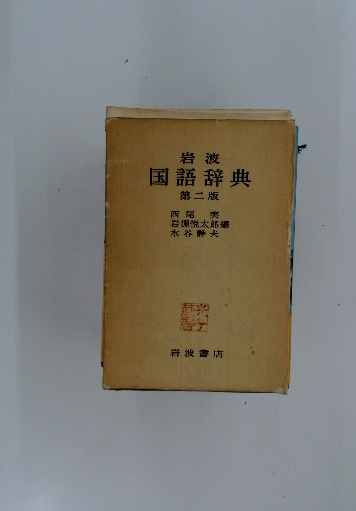 岩波
国語辞典
第二版
西尾 実
岩淵悦太郎編
水谷静夫
岩波書店